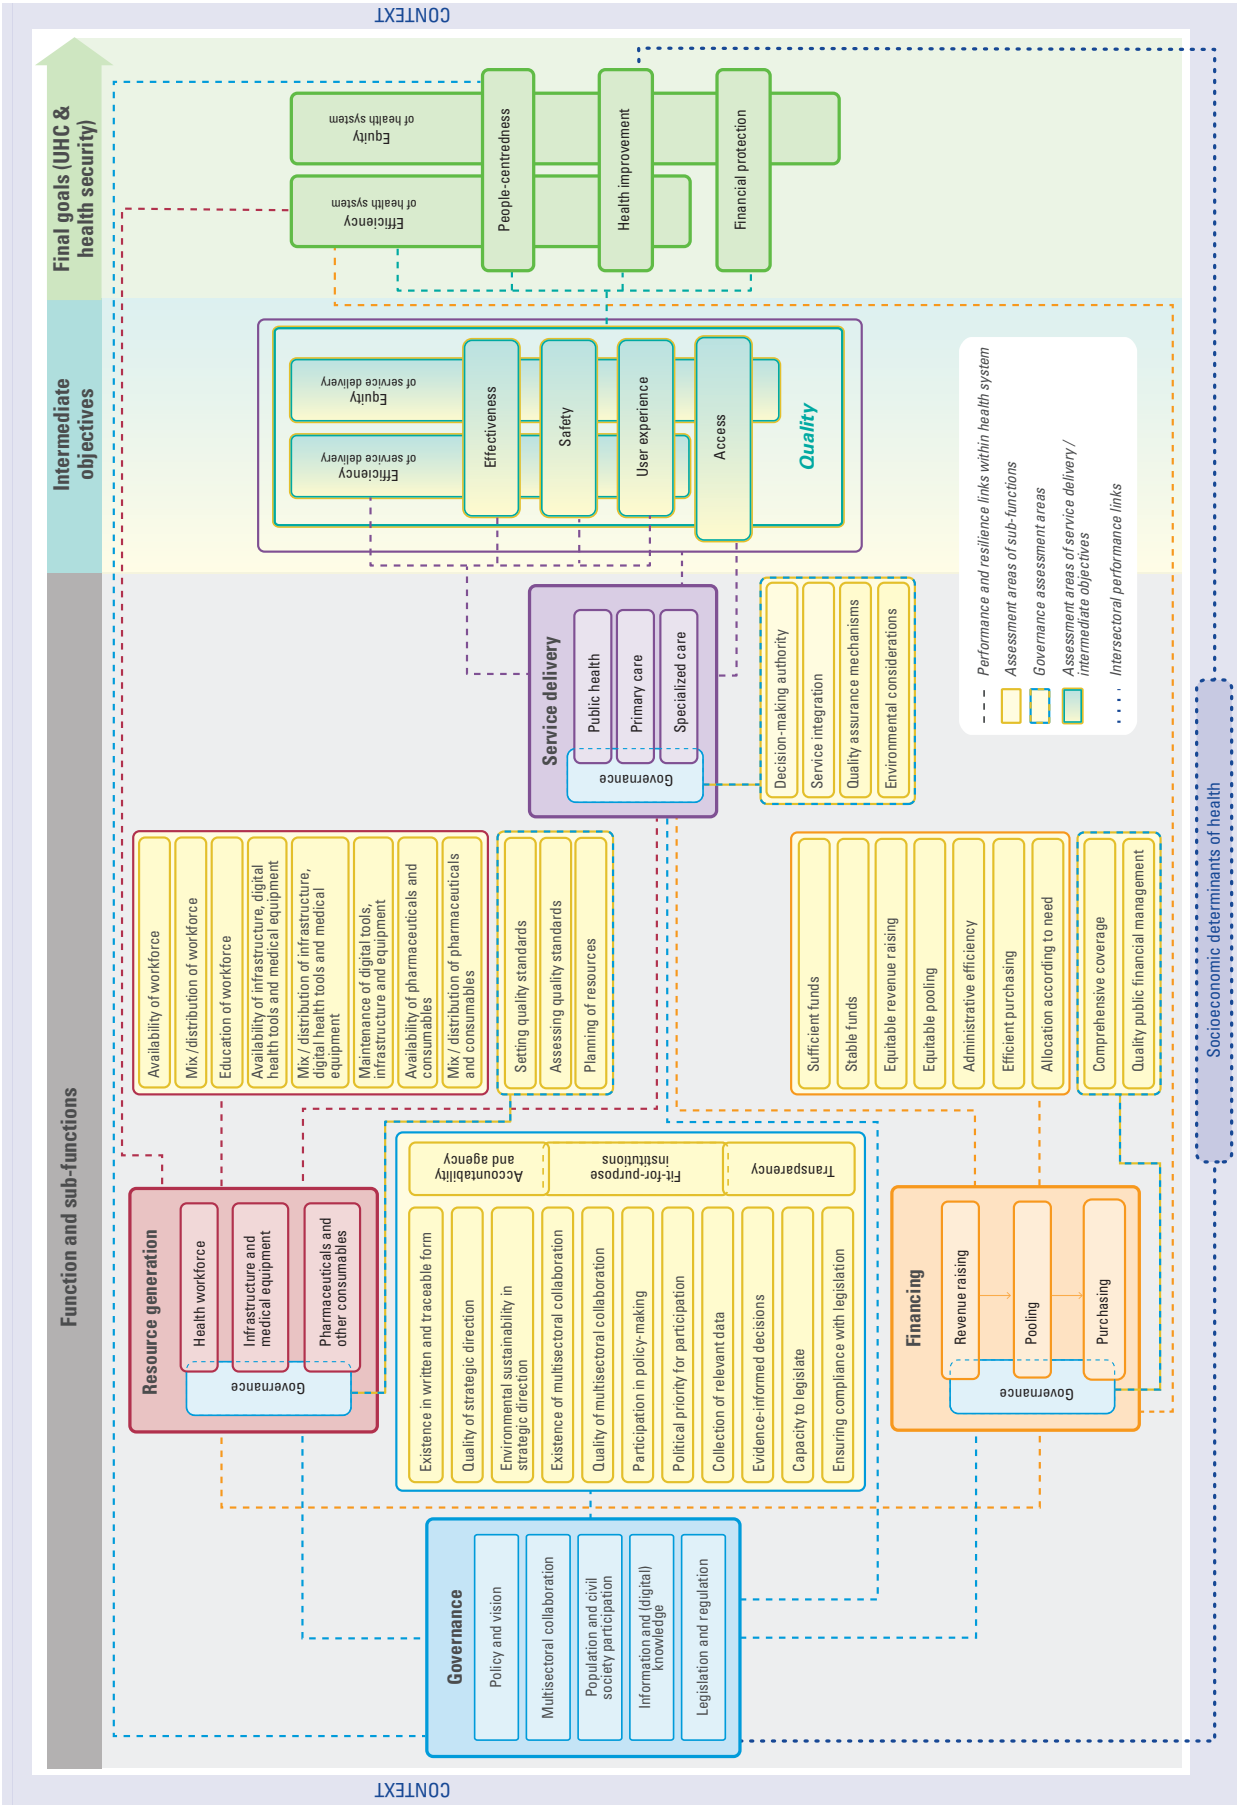 CONTEXT
Function and sub-functions
Intermediate
objectives
Final goals (UHC &
health security)
Governance
Policy and vision
Multisectoral collaboration
Population and civil
society participation
Information and (digital)
knowledge
Legislation and regulation
Existence in written and traceable form
Quality of strategic direction
Environmental sustainability in
strategic direction
Existence of multisectoral collaboration
Quality of multisectoral collaboration
Participation in policy-making
Political priority for participation
Collection of relevant data
Evidence-informed decisions
Capacity to legislate
Ensuring compliance with legislation
Accountability
and agency
Fit-for-purpose
institutions
Transparency
Resource generation
Governance
Health workforce
Infrastructure and
medical equipment
Pharmaceuticals and
other consumables
Availability of workforce
Mix / distribution of workforce
Education of workforce
Availability of infrastructure, digital
health tools and medical equipment
Mix / distribution of infrastructure,
digital health tools and medical
equipment
Maintenance of digital tools,
infrastructure and equipment
Availability of pharmaceuticals and
consumables
Mix / distribution of pharmaceuticals
and consumables
Setting quality standards
Assessing quality standards
Planning of resources
Financing
Governance
Revenue raising
Pooling
Purchasing
Sufficient funds
Stable funds
Equitable revenue raising
Equitable pooling
Administrative efficiency
Efficient purchasing
Allocation according to need
Comprehensive coverage
Quality public financial management
Service delivery
Governance
Public health
Primary care
Specialized care
Decision-making authority
Service integration
Quality assurance mechanisms
Environmental considerations
Efficiency
of service delivery
Equity
of service delivery
Effectiveness
Safety
User experience
Access
Quality
Efficiency
of health system
Equity
of health system
People-centredness
Health improvement
Financial protection
Performance and resilience links within health system
Assessment areas of sub-functions
Governance assessment areas
Assessment areas of service delivery /
intermediate objectives
Intersectoral performance links
Socioeconomic determinants of health
CONTEXT